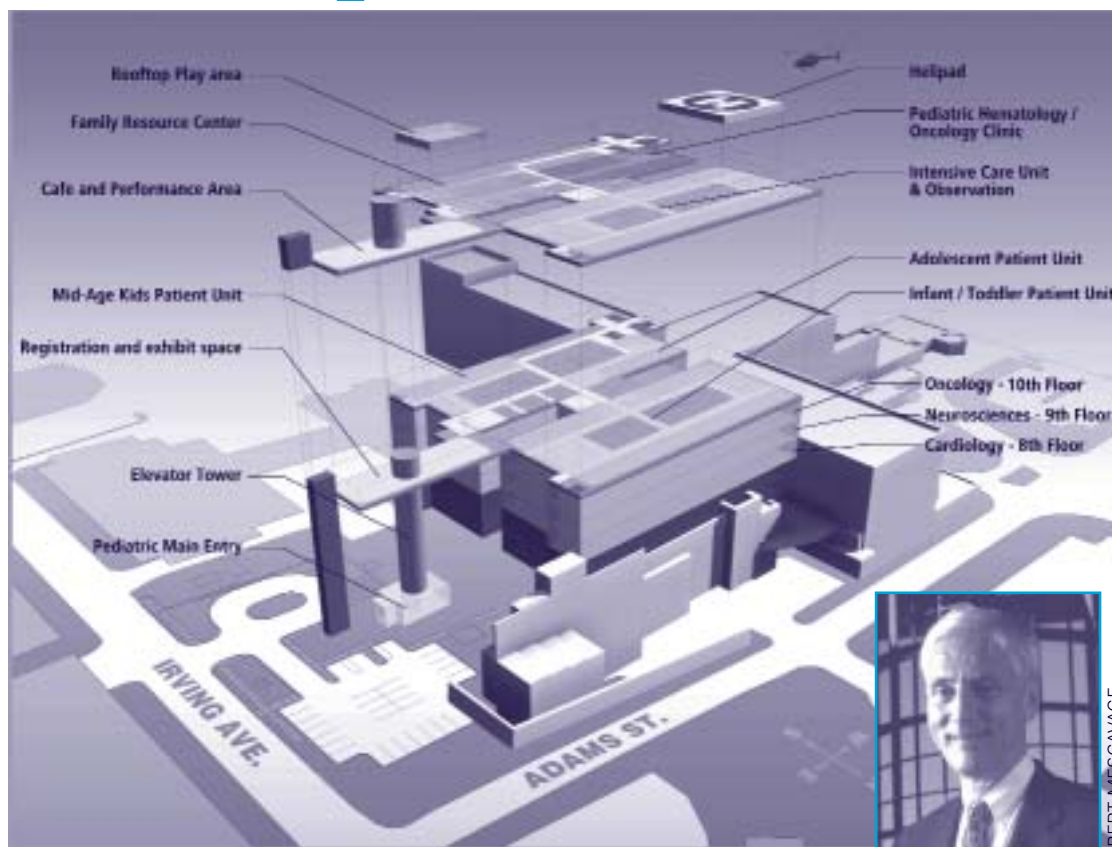 Rooftop Play area
Family Resource Center
Cafe and Performance Area
Mid-Age Kids Patient Unit
Registration and exhibit space
Elevator Tower
Pediatric Main Entry
Helipad
Pediatric Hematology /
Oncology Clinic
Intensive Care Unit
& Observation
Adolescent Patient Unit
Infant / Toddler Patient Unit
Oncology - 10th Floor
Neurosciences - 9th Floor
Cardiology - 8th Floor
H
IRVING AVE.
ADAMS ST.
MESCAVAGE